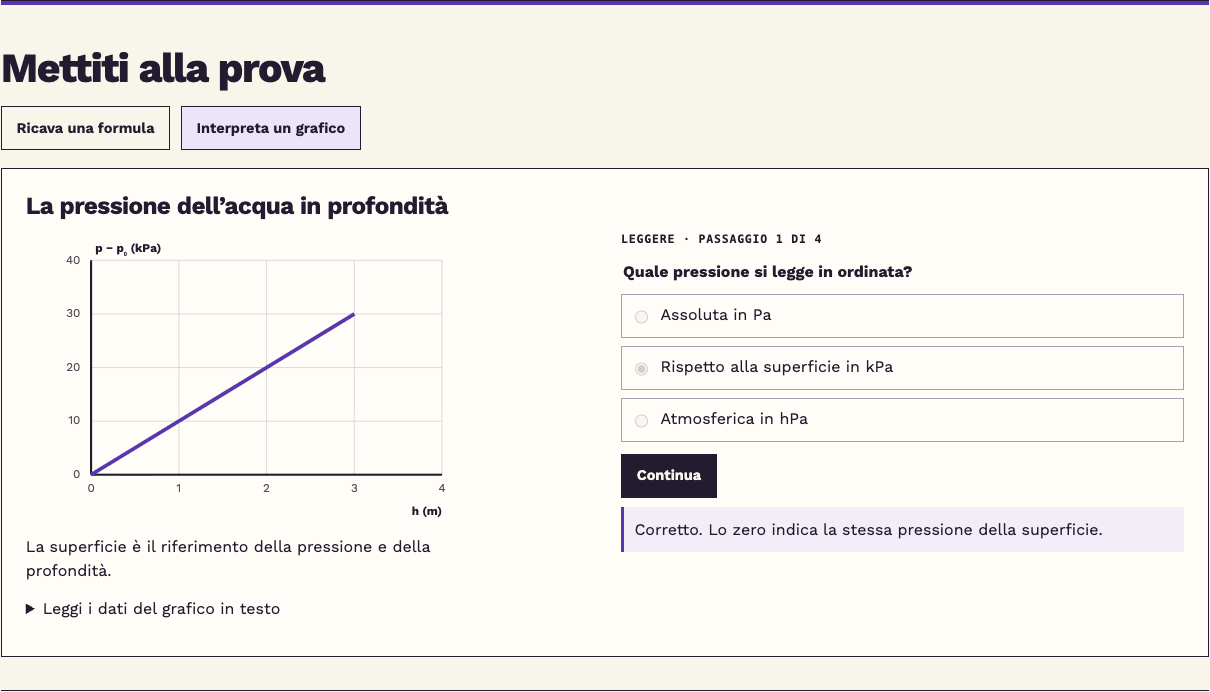 Mettiti alla prova
Ricava una formula
Interpreta un grafico
La pressione dell’acqua in profondità
p − p₀ (kPa)
40
30
20
10
0
0 1 2 3 4
h (m)
La superficie è il riferimento della pressione e della
profondità.
Leggi i dati del grafico in testo
LEGGERE · PASSAGGIO 1 DI 4
Quale pressione si legge in ordinata?
Assoluta in Pa
Rispetto alla superficie in kPa
Atmosferica in hPa
Continua
Corretto. Lo zero indica la stessa pressione della superficie.